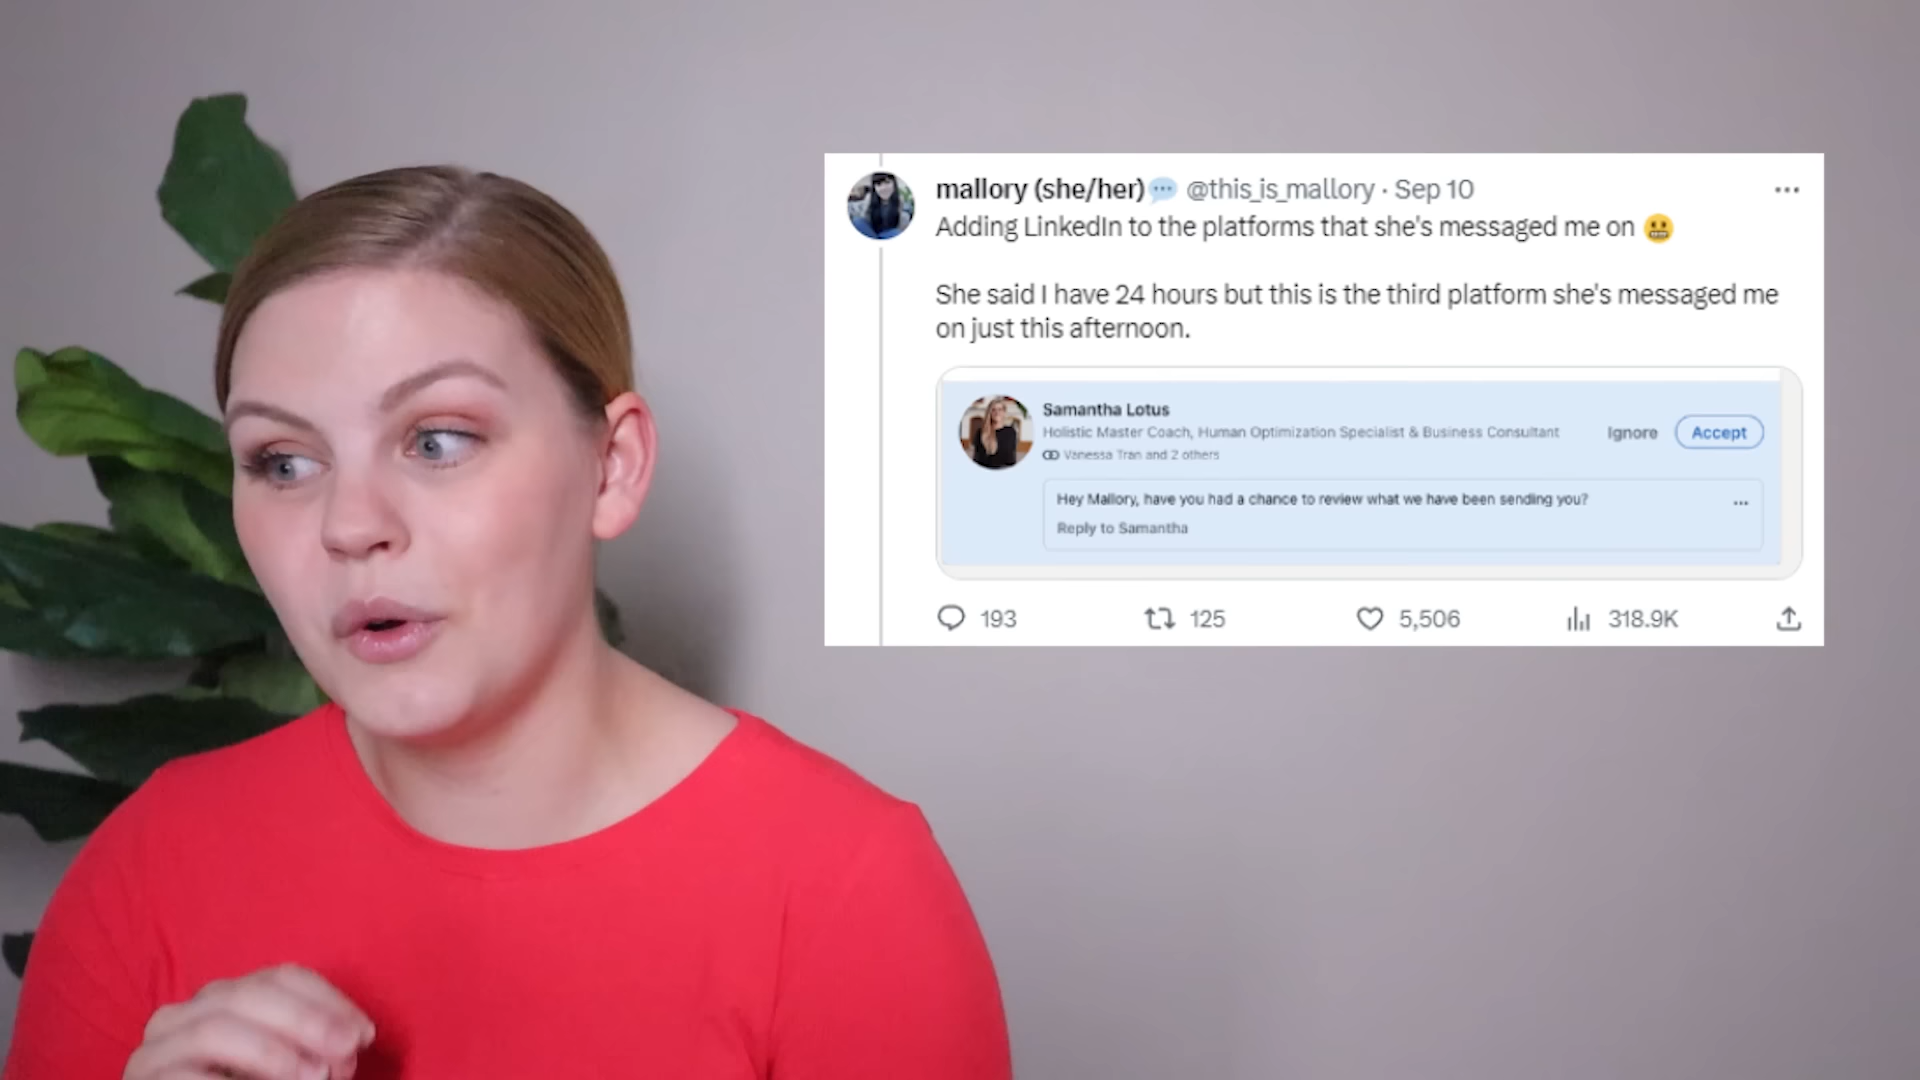 mallory (she/her)💬 @this_is_mallory · Sep 10
Adding LinkedIn to the platforms that she's messaged me on 😬
She said I have 24 hours but this is the third platform she's messaged me
on just this afternoon.
Samantha Lotus
Holistic Master Coach, Human Optimization Specialist & Business Consultant
Ignore
Accept
Vanessa Tran and 2 others
Hey Mallory, have you had a chance to review what we have been sending you?
Reply to Samantha
193
125
5,506
318.9K